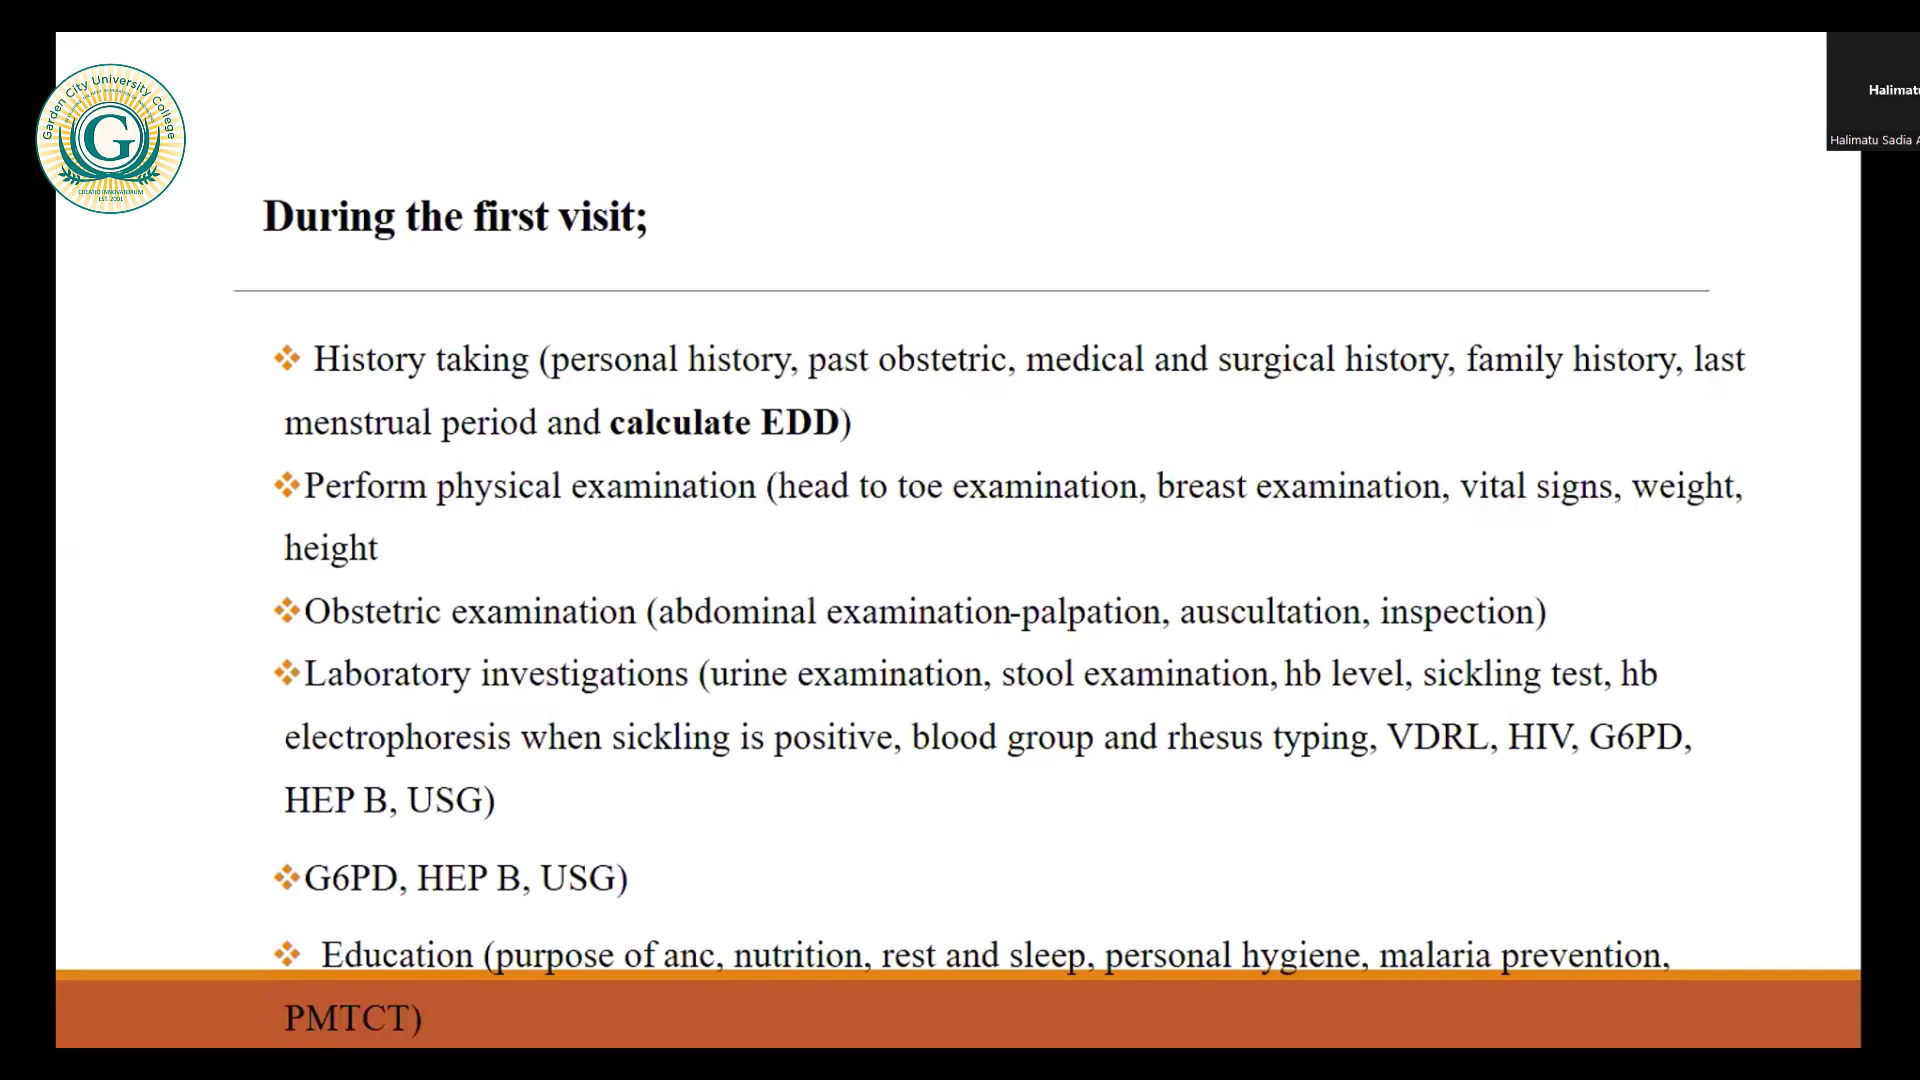 Garden City University College
G
CREATIO INNOVATORUM
EST. 2001
Halimatu
Halimatu Sadia A
During the first visit;
❖ History taking (personal history, past obstetric, medical and surgical history, family history, last
menstrual period and calculate EDD)
❖Perform physical examination (head to toe examination, breast examination, vital signs, weight,
height
❖Obstetric examination (abdominal examination-palpation, auscultation, inspection)
❖Laboratory investigations (urine examination, stool examination, hb level, sickling test, hb
electrophoresis when sickling is positive, blood group and rhesus typing, VDRL, HIV, G6PD,
HEP B, USG)
❖G6PD, HEP B, USG)
❖ Education (purpose of anc, nutrition, rest and sleep, personal hygiene, malaria prevention,
PMTCT)